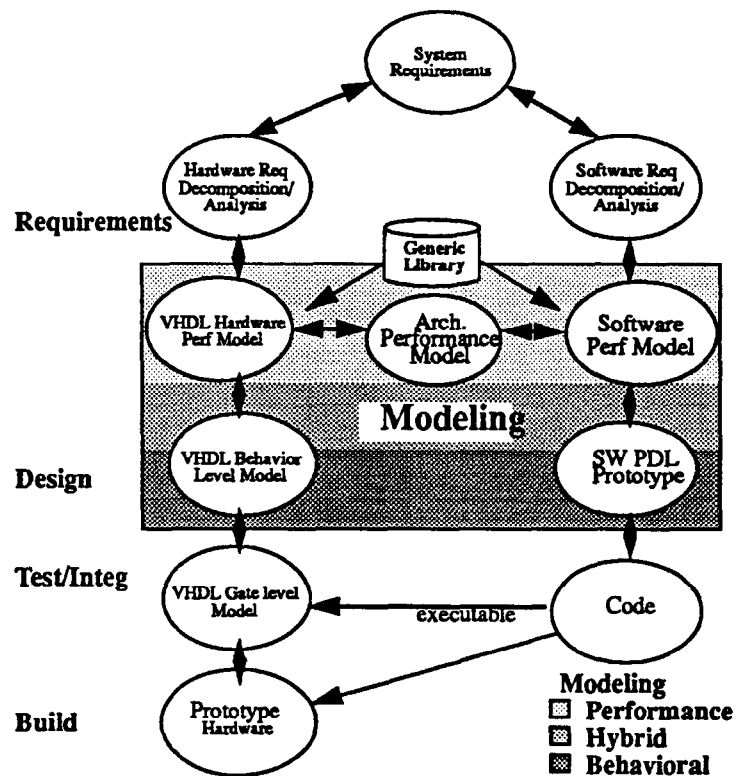 System
Requirements
Hardware Req
Decomposition/
Analysis
Software Req
Decomposition/
Analysis
Requirements
Generic
Library
VHDL Hardware
Perf Model
Arch.
Performance
Model
Software
Perf Model
Modeling
VHDL Behavior
Level Model
SW PDL
Prototype
Design
Test/Integ
VHDL Gate level
Model
executable
Code
Build
Prototype
Hardware
Modeling
Performance
Hybrid
Behavioral